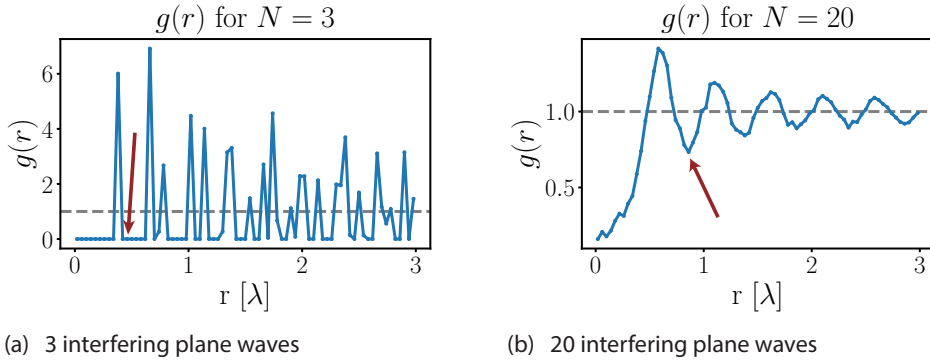 g(r) for N = 3
g(r)
6
4
2
0
0
1
2
3
r [λ]
(a) 3 interfering plane waves
g(r) for N = 20
g(r)
1.0
0.5
0
1
2
3
r [λ]
(b) 20 interfering plane waves